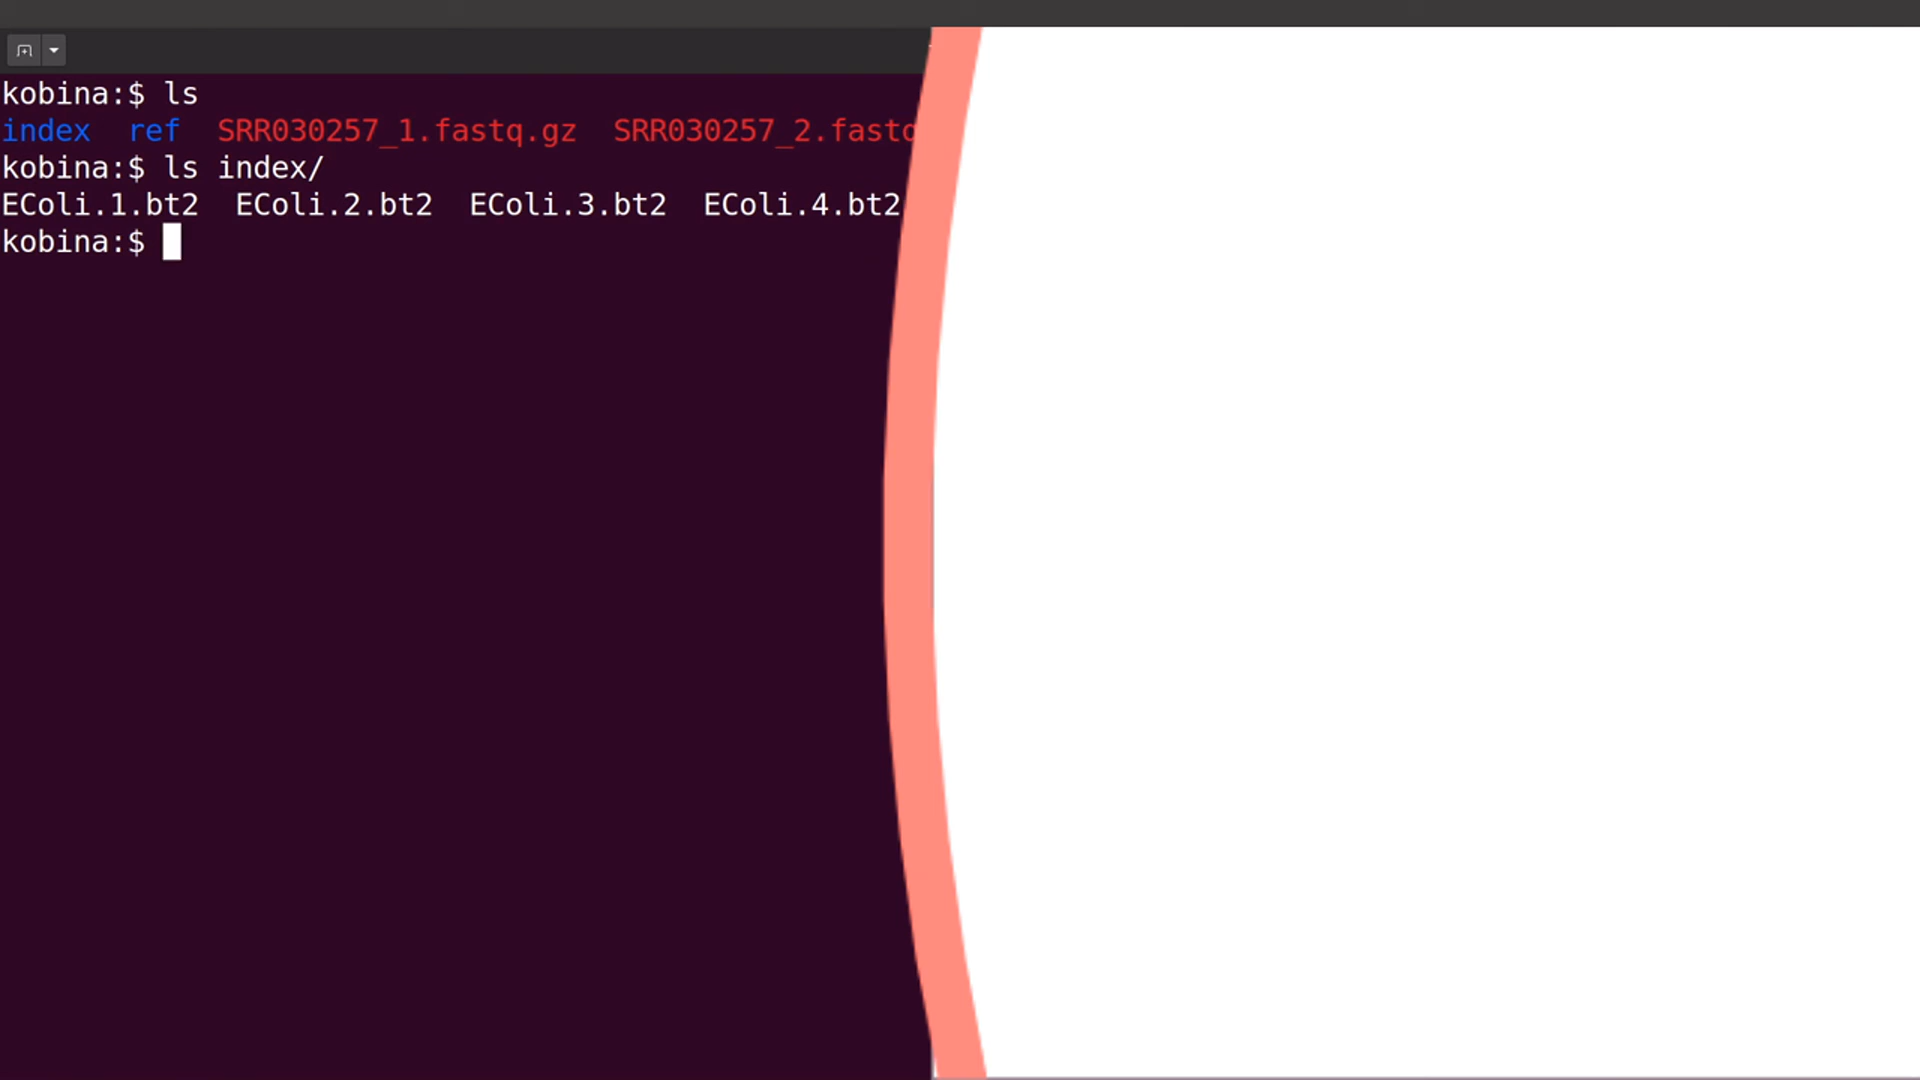 kobina:$ ls
index ref SRR030257_1.fastq.gz SRR030257_2.fastq
kobina:$ ls index/
EColi.1.bt2 EColi.2.bt2 EColi.3.bt2 EColi.4.bt2
kobina:$